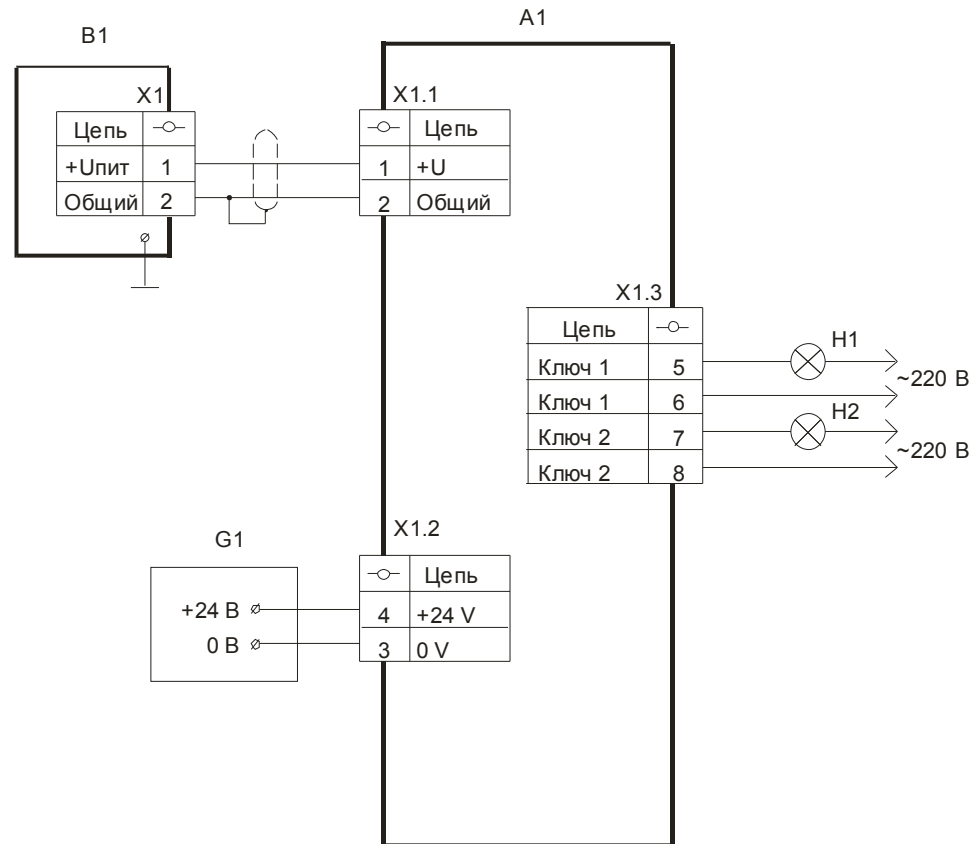 A1
B1
X1
Цепь
+Uпит 1
Общий 2
X1.1
Цепь
1 +U
2 Общий
X1.3
Цепь
Ключ 1 5
Ключ 1 6
Ключ 2 7
Ключ 2 8
H1
~220 В
H2
~220 В
G1
+24 В
0 В
X1.2
Цепь
4 +24 V
3 0 V